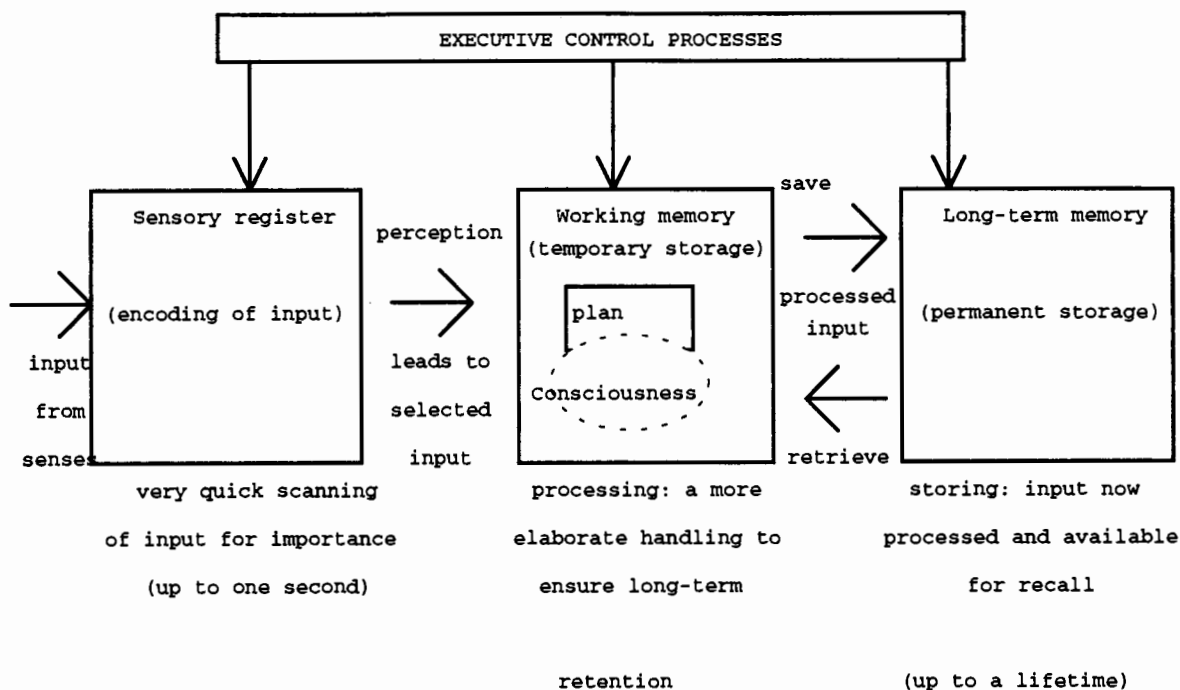 EXECUTIVE CONTROL PROCESSES
Sensory register
(encoding of input)
input
from
senses
very quick scanning
of input for importance
(up to one second)
perception
leads to
selected
input
Working memory
(temporary storage)
plan
Consciousness
processing: a more
elaborate handling to
ensure long-term
retention
save
processed
input
retrieve
Long-term memory
(permanent storage)
storing: input now
processed and available
for recall
(up to a lifetime)